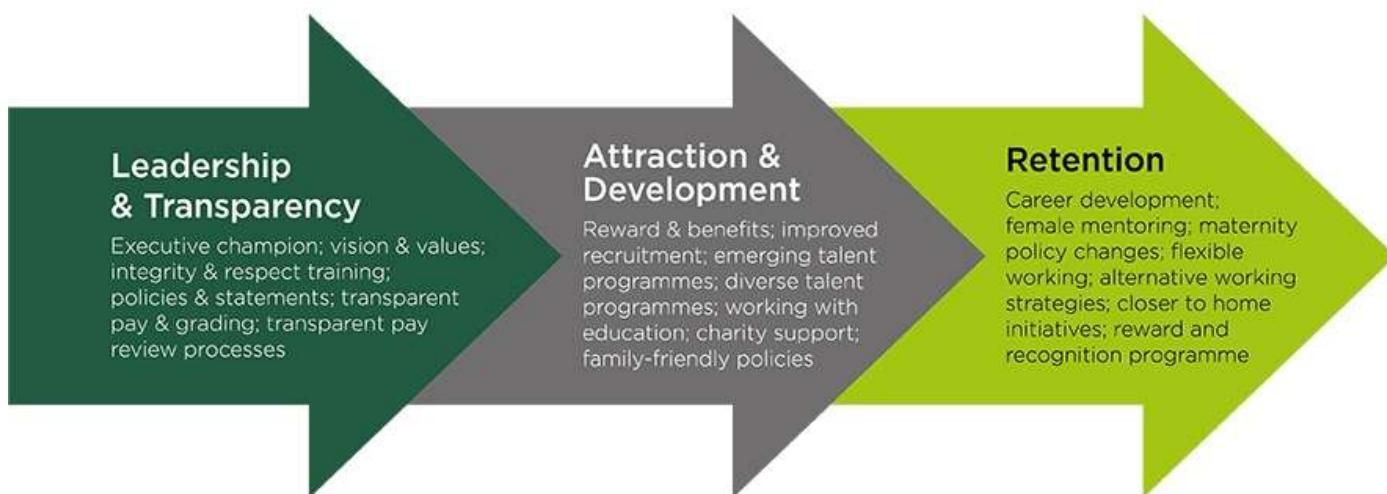 Leadership
& Transparency
Executive champion; vision & values;
integrity & respect training;
policies & statements; transparent
pay & grading; transparent pay
review processes
Attraction &
Development
Reward & benefits; improved
recruitment; emerging talent
programmes; diverse talent
programmes; working with
education; charity support;
family-friendly policies
Retention
Career development;
female mentoring; maternity
policy changes; flexible
working; alternative working
strategies; closer to home
initiatives; reward and
recognition programme